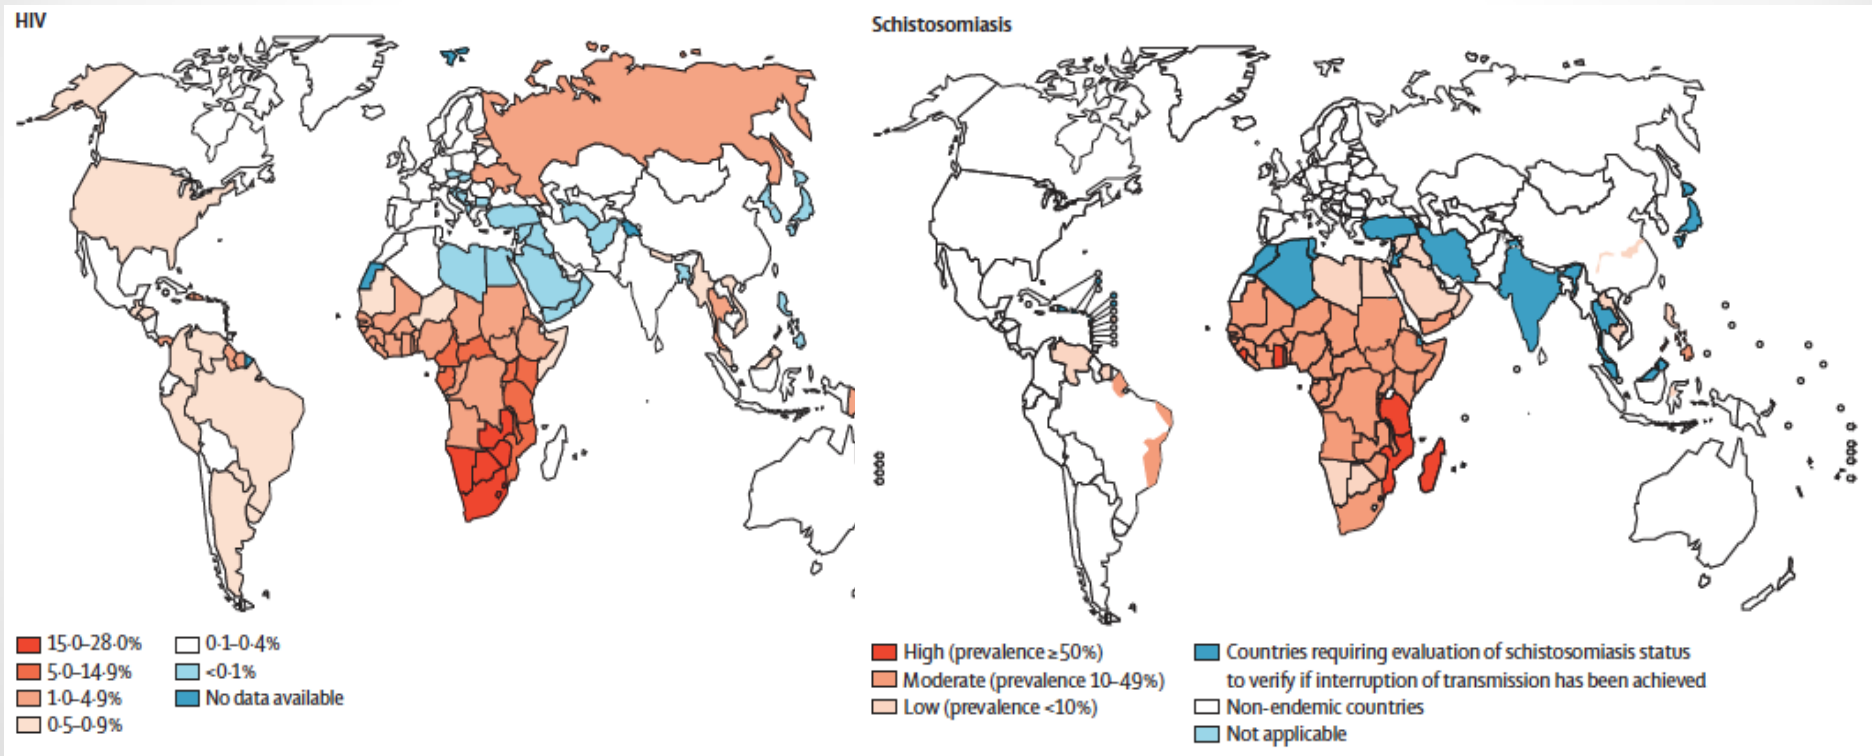 HIV
15·0–28·0%
5·0–14·9%
1·0–4·9%
0·5–0·9%
0·1–0·4%
<0·1%
No data available
Schistosomiasis
High (prevalence ≥50%)
Moderate (prevalence 10–49%)
Low (prevalence <10%)
Countries requiring evaluation of schistosomiasis status
to verify if interruption of transmission has been achieved
Non-endemic countries
Not applicable